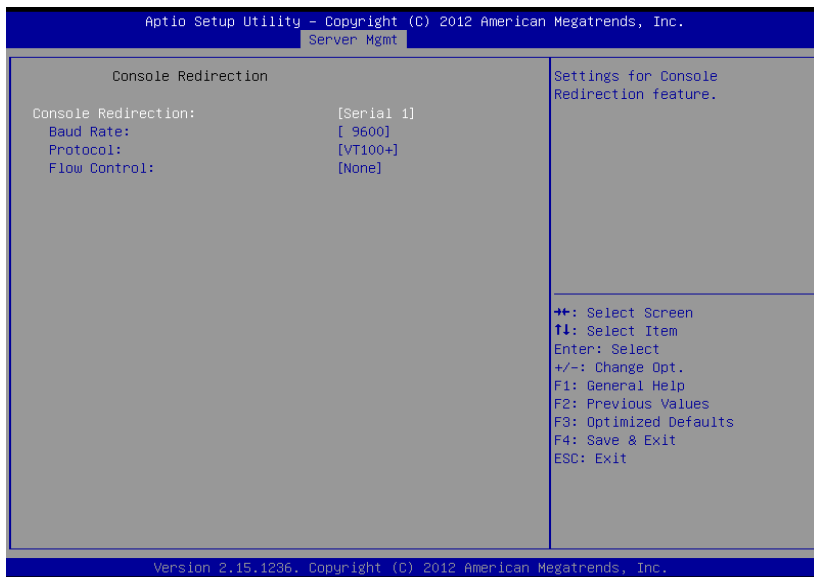 Aptio Setup Utility – Copyright (C) 2012 American Megatrends, Inc.
Server Mgmt
Console Redirection
Console Redirection: [Serial 1]
Baud Rate: [ 9600]
Protocol: [VT100+]
Flow Control: [None]
Settings for Console
Redirection feature.
→←: Select Screen
↑↓: Select Item
Enter: Select
+/-: Change Opt.
F1: General Help
F2: Previous Values
F3: Optimized Defaults
F4: Save & Exit
ESC: Exit
Version 2.15.1236. Copyright (C) 2012 American Megatrends, Inc.